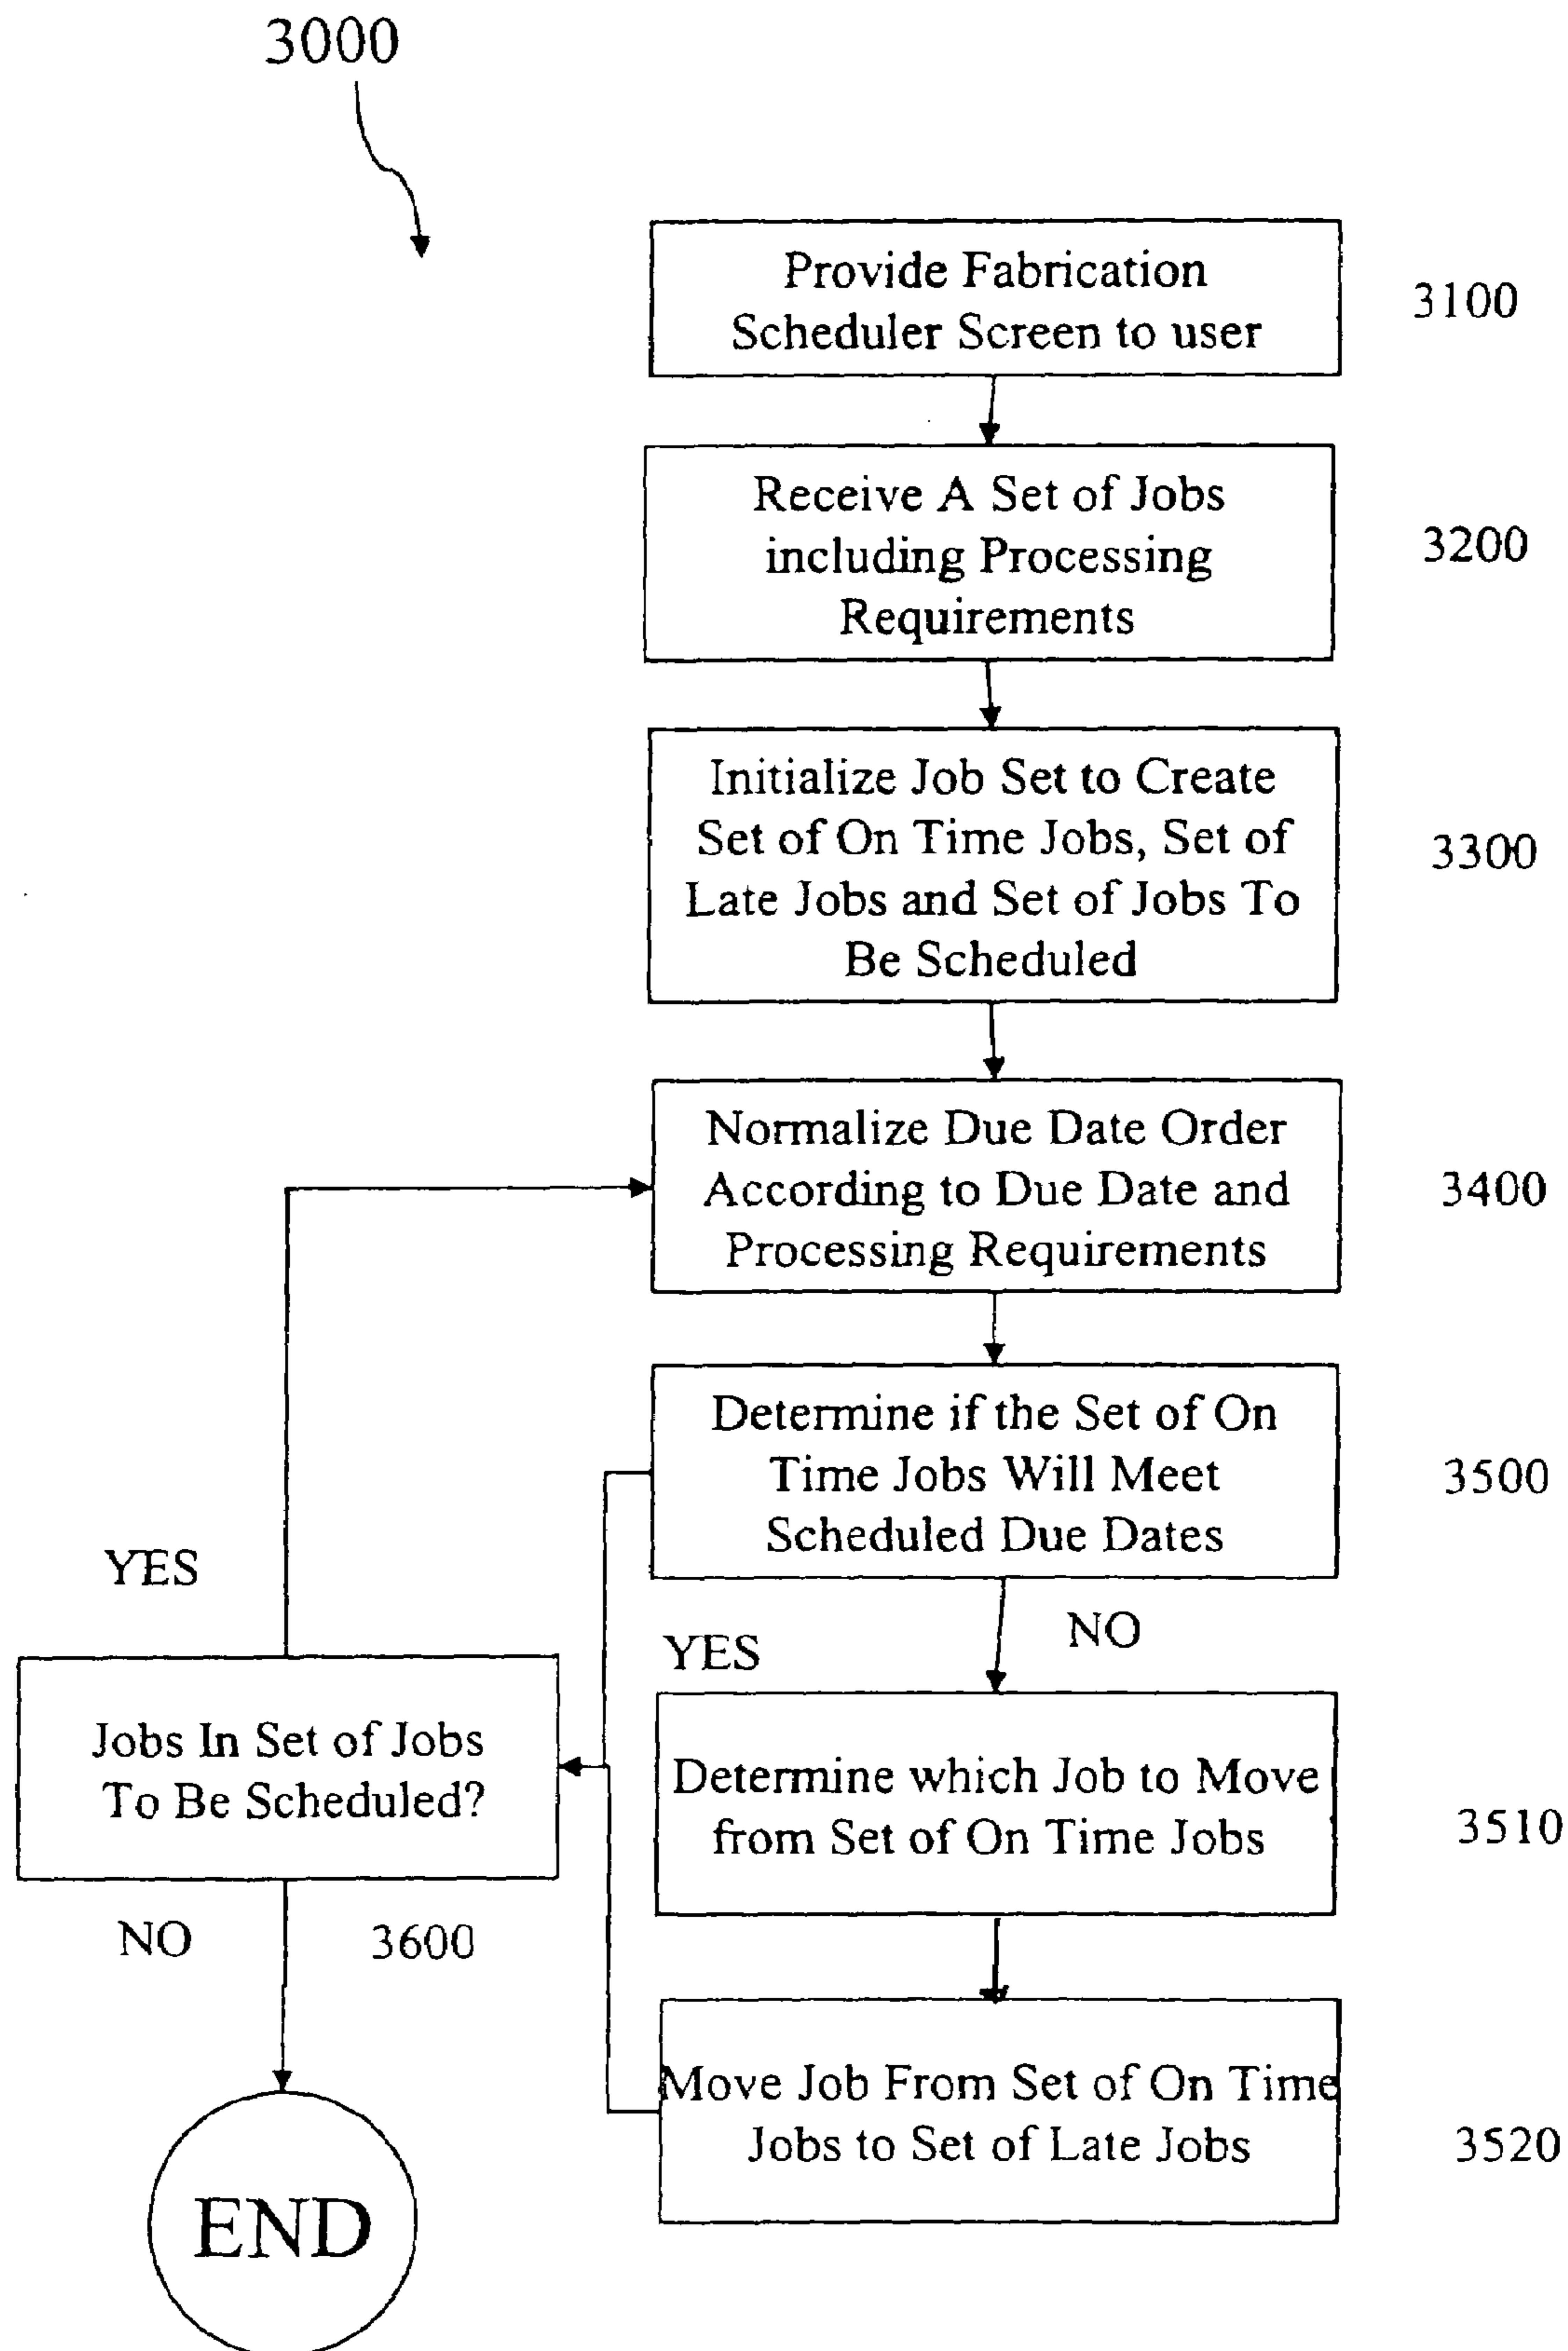 3000
Provide Fabrication
Scheduler Screen to user
3100
Receive A Set of Jobs
including Processing
Requirements
3200
Initialize Job Set to Create
Set of On Time Jobs, Set of
Late Jobs and Set of Jobs To
Be Scheduled
3300
Normalize Due Date Order
According to Due Date and
Processing Requirements
3400
Determine if the Set of On
Time Jobs Will Meet
Scheduled Due Dates
3500
YES
NO
YES
Jobs In Set of Jobs
To Be Scheduled?
Determine which Job to Move
from Set of On Time Jobs
3510
NO
3600
Move Job From Set of On Time
Jobs to Set of Late Jobs
3520
END